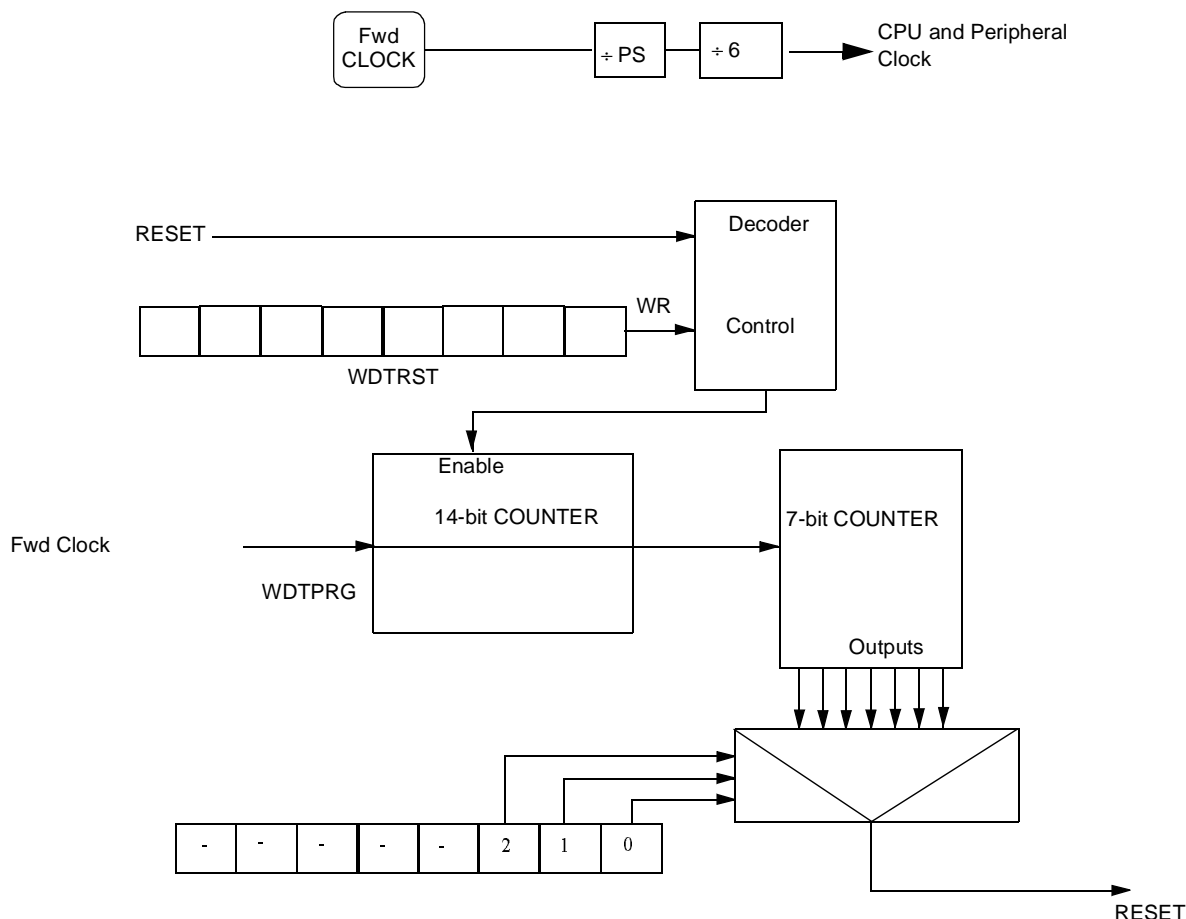 Fwd
CLOCK
÷ PS
÷ 6
CPU and Peripheral
Clock
RESET
Decoder
WR
Control
WDTRST
Enable
14-bit COUNTER
7-bit COUNTER
Fwd Clock
WDTPRG
Outputs
- - - - - 2 1 0
RESET